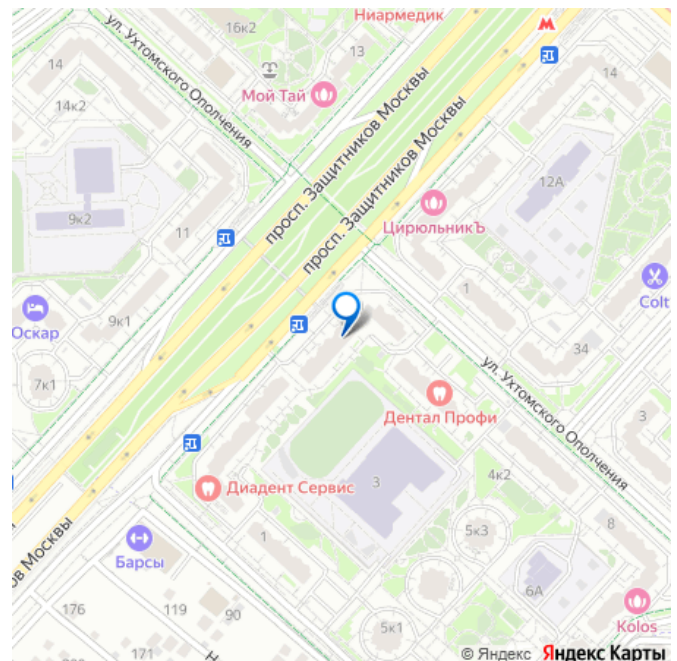 Ниармедик
16к2
ул. Ухтомского Ополчения
13
14
14
Мой Тай
14к2
просп. Защитников Москвы
просп. Защитников Москвы
12А
9к2
11
ЦирюльникЪ
Colt
1
Оскар
9к1
34
7к1
ул. Ухтомского Ополчения
Дентал Профи
3
3
4к2
Диадент Сервис
1
5к3
8
ов Москвы
Барсы
6А
176
119
90
Kolos
5к1
171
© Яндекс Яндекс Карты